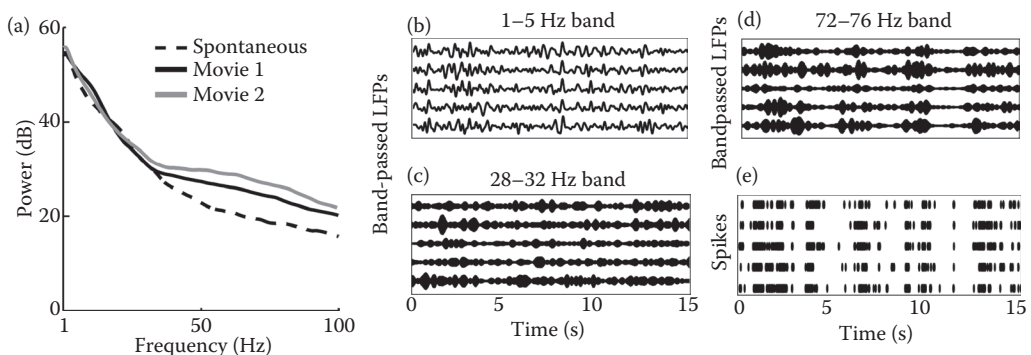 (a)
60
40
20
0
Power (dB)
Spontaneous
Movie 1
Movie 2
1 50 100
Frequency (Hz)
(b) 1–5 Hz band
Band-passed LFPs
(c) 28–32 Hz band
0 5 10 15
Time (s)
(d) 72–76 Hz band
Bandpassed LFPs
(e)
Spikes
0 5 10 15
Time (s)